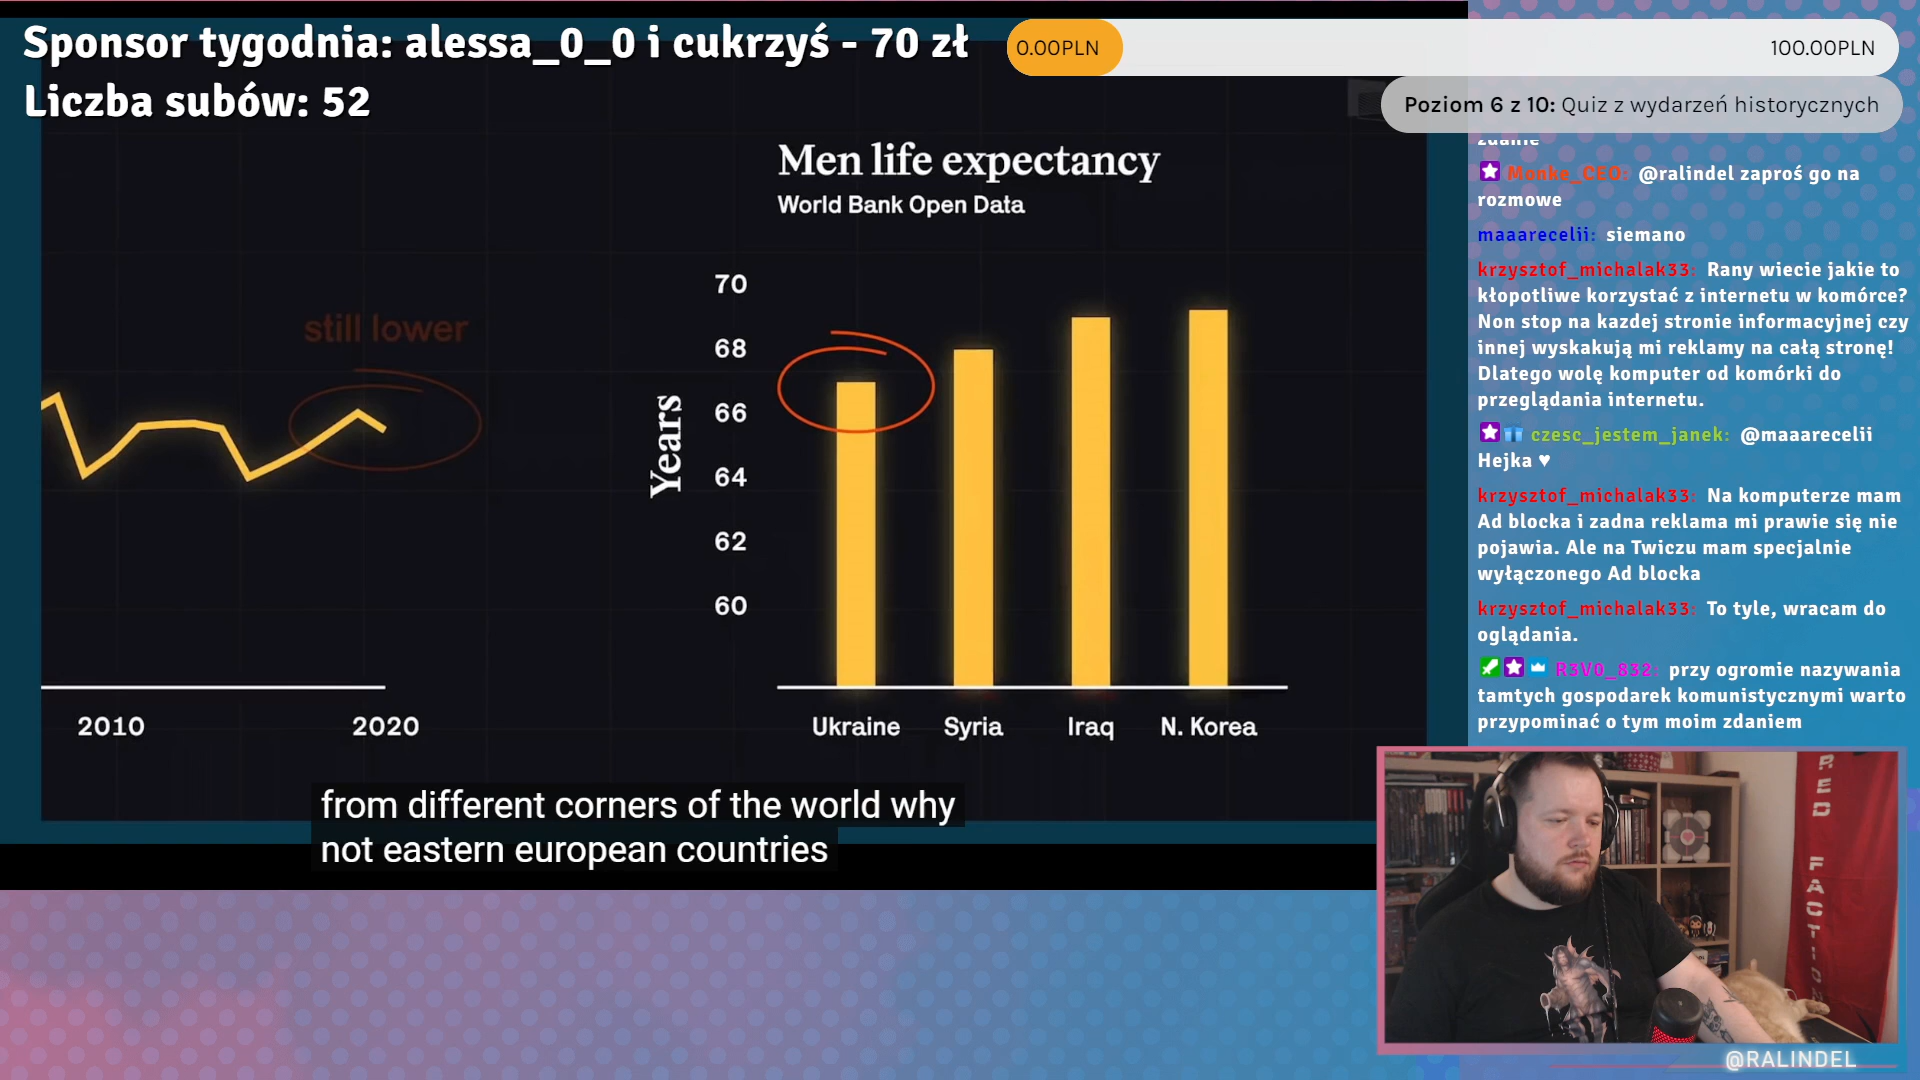 Sponsor tygodnia: alessa_0_0 i cukrzyś - 70 zł
Liczba subów: 52
0.00PLN
100.00PLN
Poziom 6 z 10: Quiz z wydarzeń historycznych
Men life expectancy
World Bank Open Data
still lower
Years
70
68
66
64
62
60
2010
2020
Ukraine
Syria
Iraq
N. Korea
from different corners of the world why
not eastern european countries
zdanie
Monke_CEO: @ralindel zaproś go na
rozmowe
maaarecelii: siemano
krzysztof_michalak33: Rany wiecie jakie to
kłopotliwe korzystać z internetu w komórce?
Non stop na kazdej stronie informacyjnej czy
innej wyskakują mi reklamy na całą stronę!
Dlatego wolę komputer od komórki do
przeglądania internetu.
czesc_jestem_janek: @maaarecelii
Hejka ♥
krzysztof_michalak33: Na komputerze mam
Ad blocka i zadna reklama mi prawie się nie
pojawia. Ale na Twiczu mam specjalnie
wyłączonego Ad blocka
krzysztof_michalak33: To tyle, wracam do
oglądania.
R3V0_832: przy ogromie nazywania
tamtych gospodarek komunistycznymi warto
przypominać o tym moim zdaniem
RED FACTION
@RALINDEL